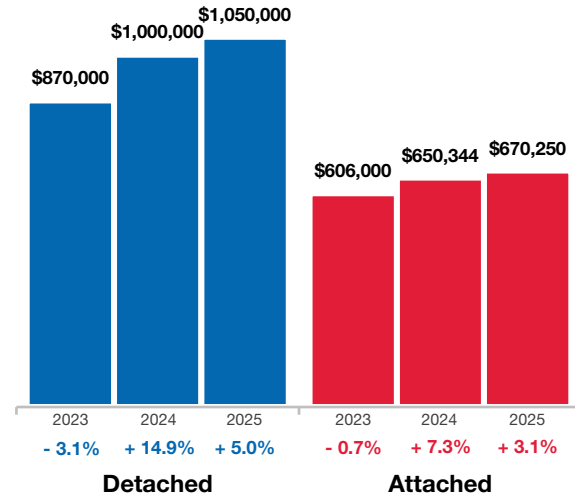 $870,000
$1,000,000
$1,050,000
$606,000
$650,344
$670,250
2023 2024 2025 2023 2024 2025
- 3.1% + 14.9% + 5.0% - 0.7% + 7.3% + 3.1%
Detached Attached